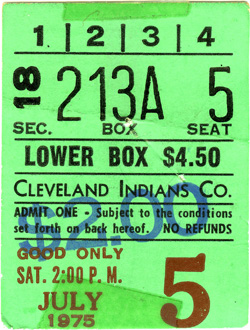 1 | 2 | 3 | 4
18 213A 5
SEC. BOX SEAT
LOWER BOX $4.50
CLEVELAND INDIANS CO.
ADMIT ONE - Subject to the conditions
set forth on back hereof. NO REFUNDS
$2.00
GOOD ONLY
SAT. 2:00 P. M.
JULY 5
1975